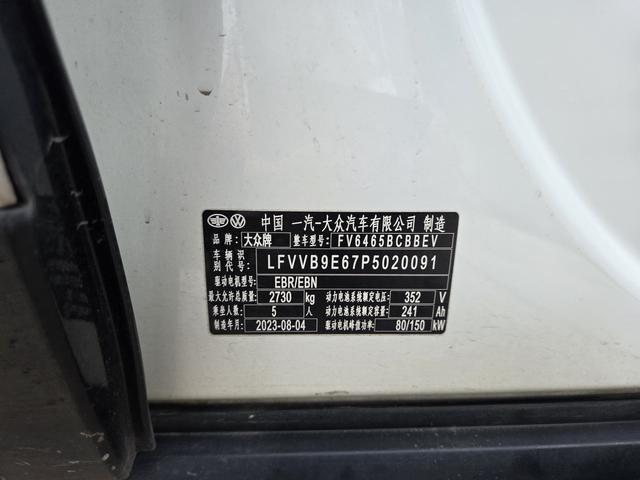 中国 一汽-大众汽车有限公司 制造
品牌: 大众牌 整车型号: FV6465BCBBEV
车辆识别代号: LFVVB9E67P5020091
驱动电机型号: EBR/EBN
最大允许总质量: 2730 kg 动力电池系统额定电压: 352 V
乘坐人数: 5 人 动力电池系统额定容量: 241 Ah
制造年月: 2023-08-04 驱动电机峰值功率: 80/150 kW